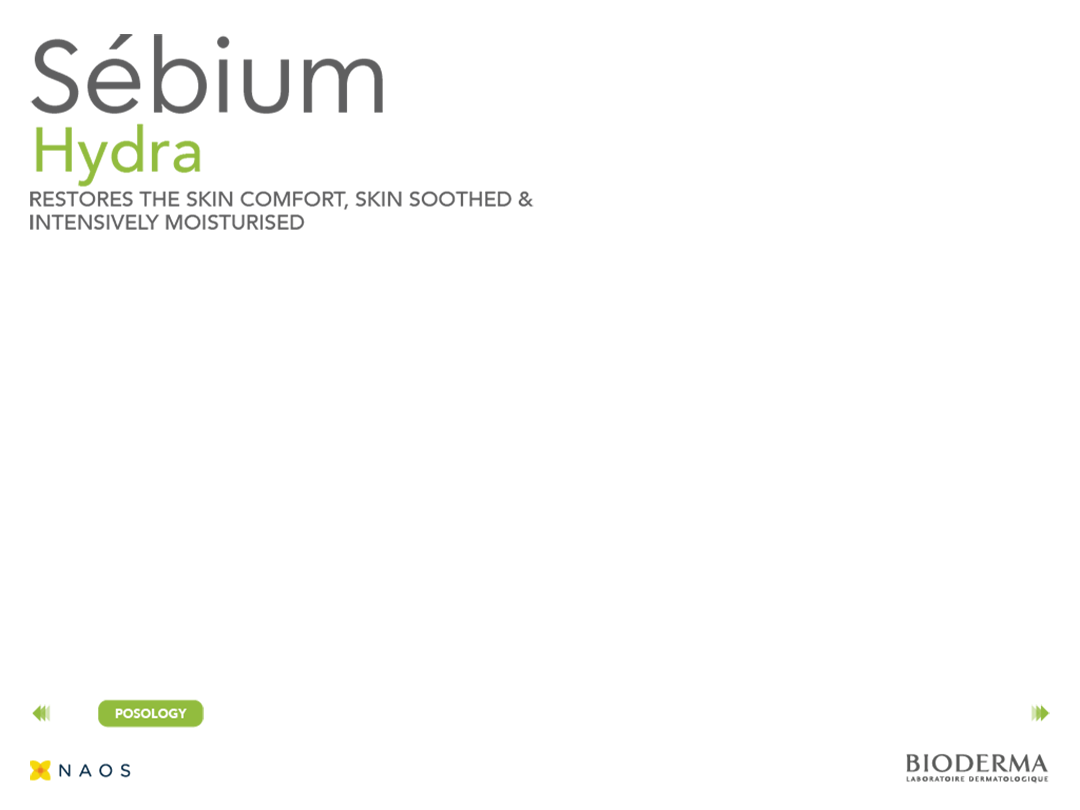 Sébium
Hydra
RESTORES THE SKIN COMFORT, SKIN SOOTHED &
INTENSIVELY MOISTURISED
POSOLOGY
NAOS
BIODERMA
LABORATOIRE DERMATOLOGIQUE